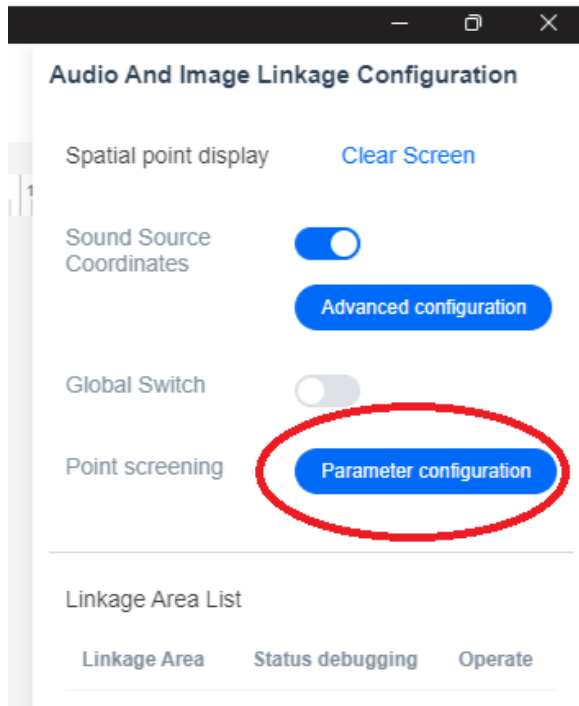 Audio And Image Linkage Configuration
Spatial point display Clear Screen
Sound Source
Coordinates
Advanced configuration
Global Switch
Point screening Parameter configuration
Linkage Area List
Linkage Area Status debugging Operate